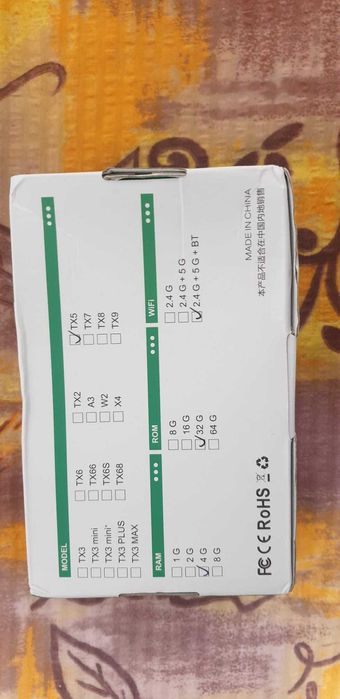 MODEL
TX3 TX6 TX2 TX5
TX3 mini TX66 A3 TX7
TX3 mini+ TX6S W2 TX8
TX3 PLUS TX68 X4 TX9
TX3 MAX
RAM ROM WiFi
1 G 8 G 2.4 G
2 G 16 G 2.4 G + 5 G
4 G 32 G 2.4 G + 5 G + BT
8 G 64 G
FC CE RoHS
MADE IN CHINA
本产品不适合在中国内地销售